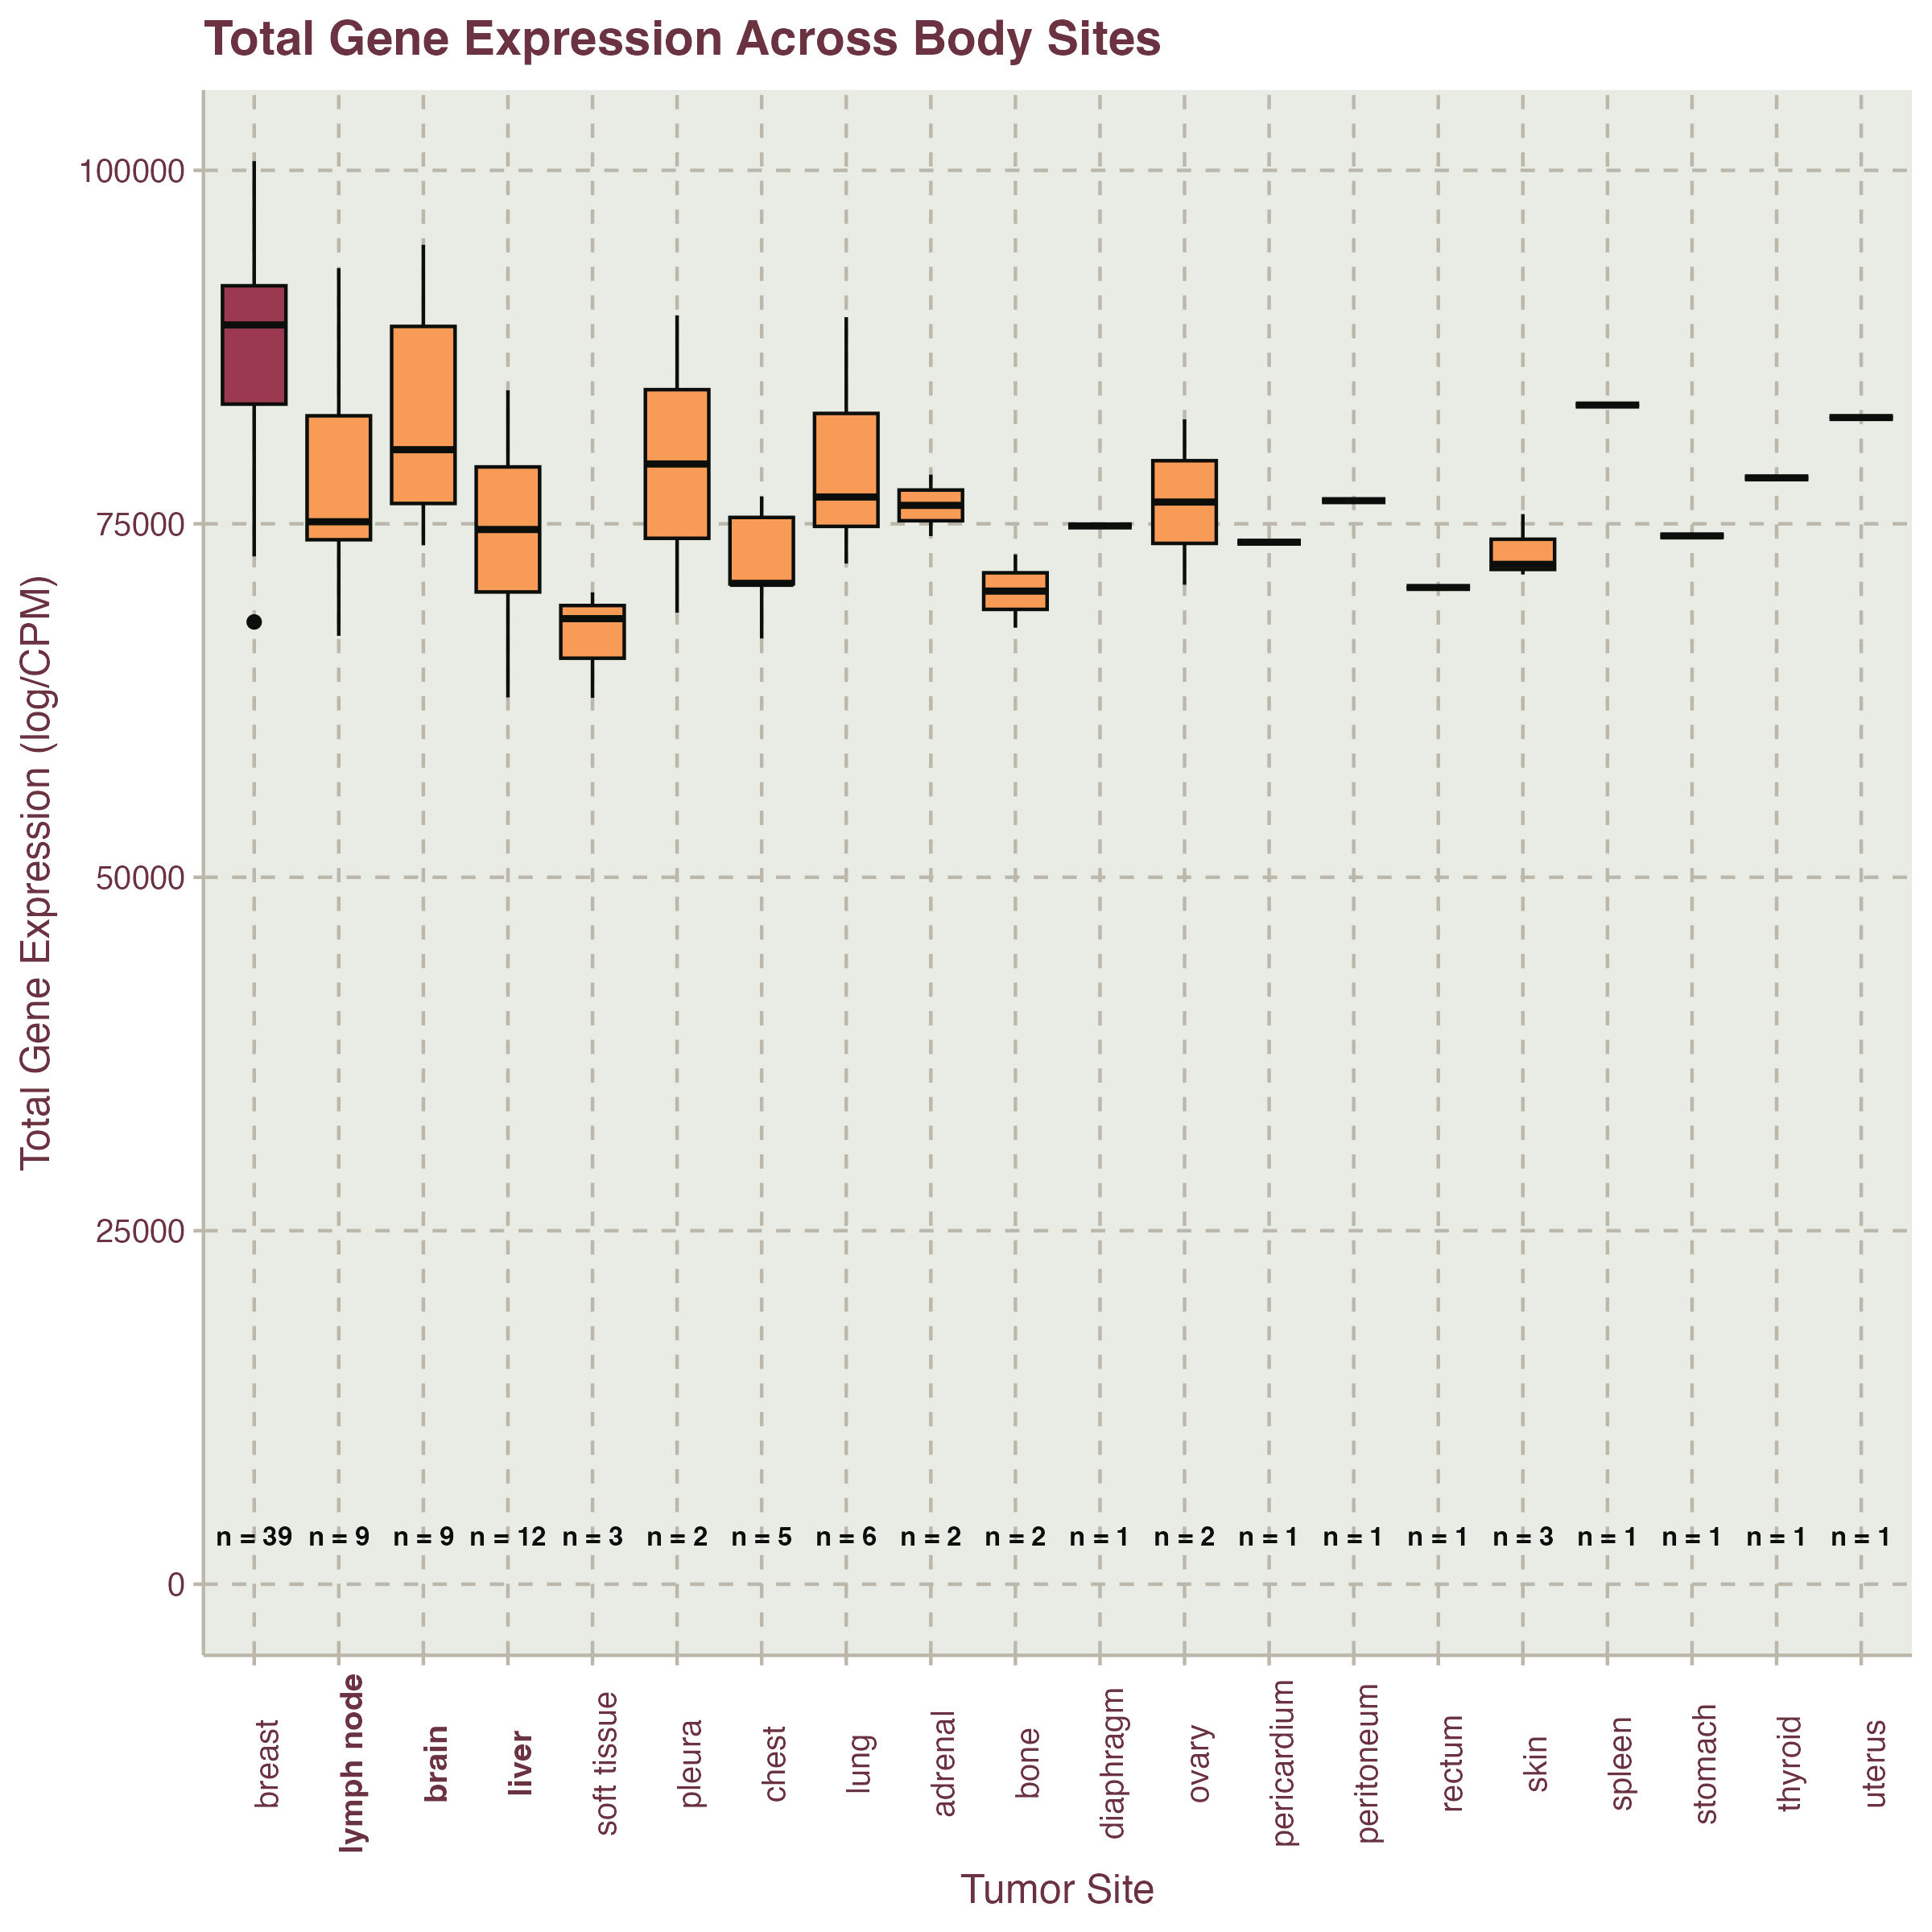 Total Gene Expression Across Body Sites
Total Gene Expression (log/CPM)
100000
75000
50000
25000
0
n = 39 n = 9 n = 9 n = 12 n = 3 n = 2 n = 5 n = 6 n = 2 n = 2 n = 1 n = 2 n = 1 n = 1 n = 1 n = 3 n = 1 n = 1 n = 1 n = 1
breast
lymph node
brain
liver
soft tissue
pleura
chest
lung
adrenal
bone
diaphragm
ovary
pericardium
peritoneum
rectum
skin
spleen
stomach
thyroid
uterus
Tumor Site